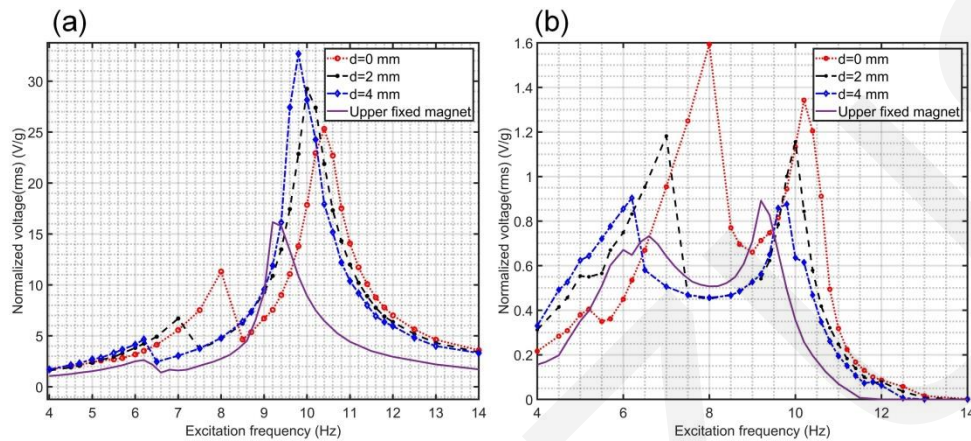 (a)
Normalized voltage(rms) (V/g)
30
25
20
15
10
5
0
4 5 6 7 8 9 10 11 12 13 14
Excitation frequency (Hz)
d=0 mm
d=2 mm
d=4 mm
Upper fixed magnet
(b)
Normalized voltage(rms) (V/g)
1.6
1.4
1.2
1
0.8
0.6
0.4
0.2
0
4 6 8 10 12 14
Excitation frequency (Hz)
d=0 mm
d=2 mm
d=4 mm
Upper fixed magnet